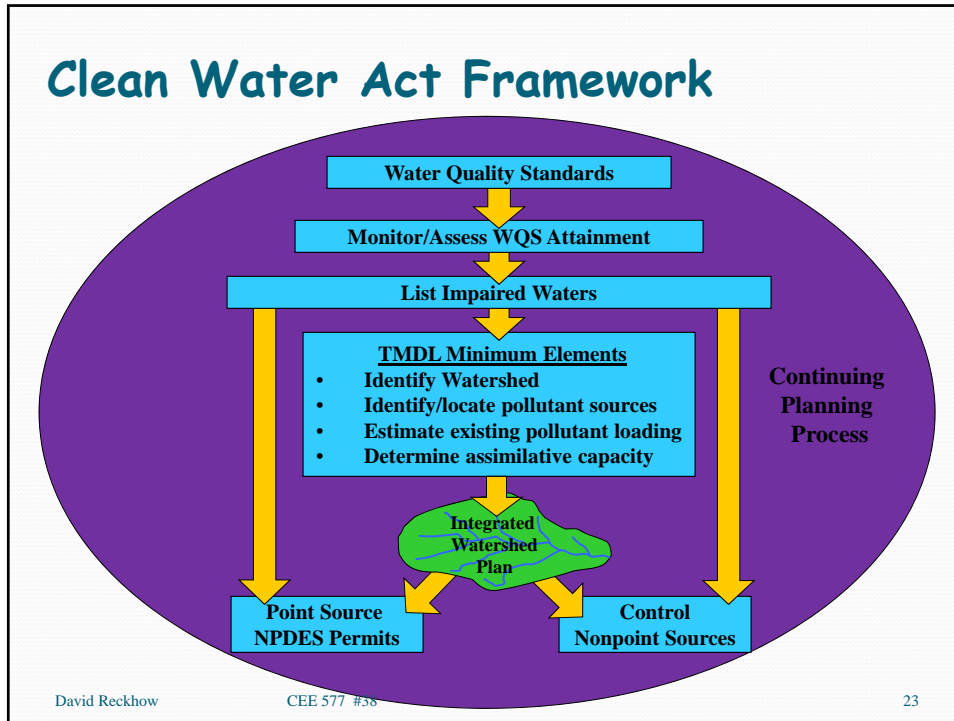 Clean Water Act Framework
Water Quality Standards
Monitor/Assess WQS Attainment
List Impaired Waters
TMDL Minimum Elements
• Identify Watershed
• Identify/locate pollutant sources
• Estimate existing pollutant loading
• Determine assimilative capacity
Continuing
Planning
Process
Integrated
Watershed
Plan
Point Source
NPDES Permits
Control
Nonpoint Sources
David Reckhow
CEE 577 #38
23